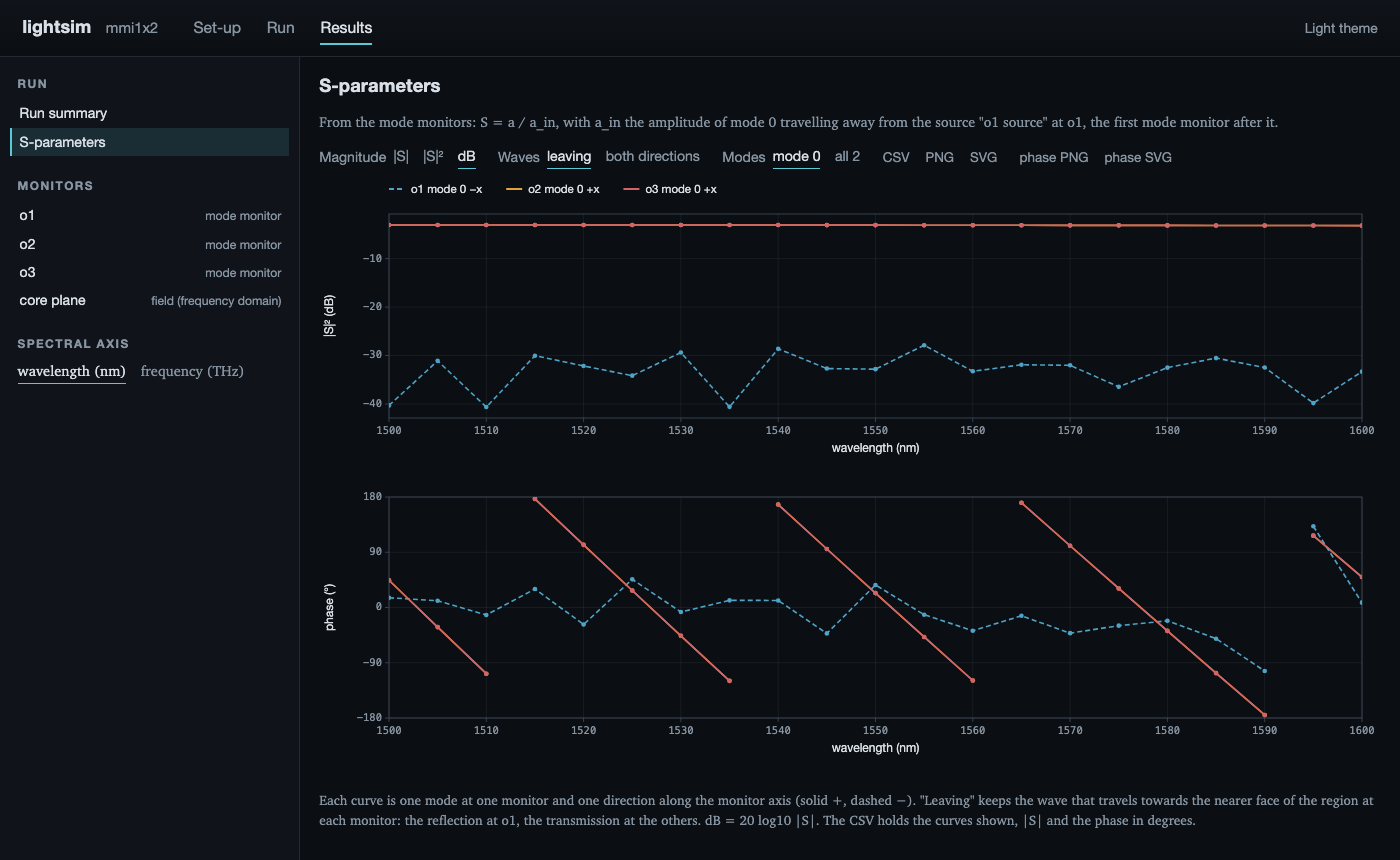 lightsim mmi1x2 Set-up Run Results Light theme
RUN
Run summary
S-parameters
MONITORS
o1 mode monitor
o2 mode monitor
o3 mode monitor
core plane field (frequency domain)
SPECTRAL AXIS
wavelength (nm) frequency (THz)
S-parameters
From the mode monitors: S = a / a_in, with a_in the amplitude of mode 0 travelling away from the source "o1 source" at o1, the first mode monitor after it.
Magnitude |S| |S|² dB Waves leaving both directions Modes mode 0 all 2 CSV PNG SVG phase PNG phase SVG
o1 mode 0 −x o2 mode 0 +x o3 mode 0 +x
|S|² (dB)
−10
−20
−30
−40
1500 1510 1520 1530 1540 1550 1560 1570 1580 1590 1600
wavelength (nm)
phase (°)
180
90
0
−90
−180
1500 1510 1520 1530 1540 1550 1560 1570 1580 1590 1600
wavelength (nm)
Each curve is one mode at one monitor and one direction along the monitor axis (solid +, dashed −). "Leaving" keeps the wave that travels towards the nearer face of the region at
each monitor: the reflection at o1, the transmission at the others. dB = 20 log10 |S|. The CSV holds the curves shown, |S| and the phase in degrees.